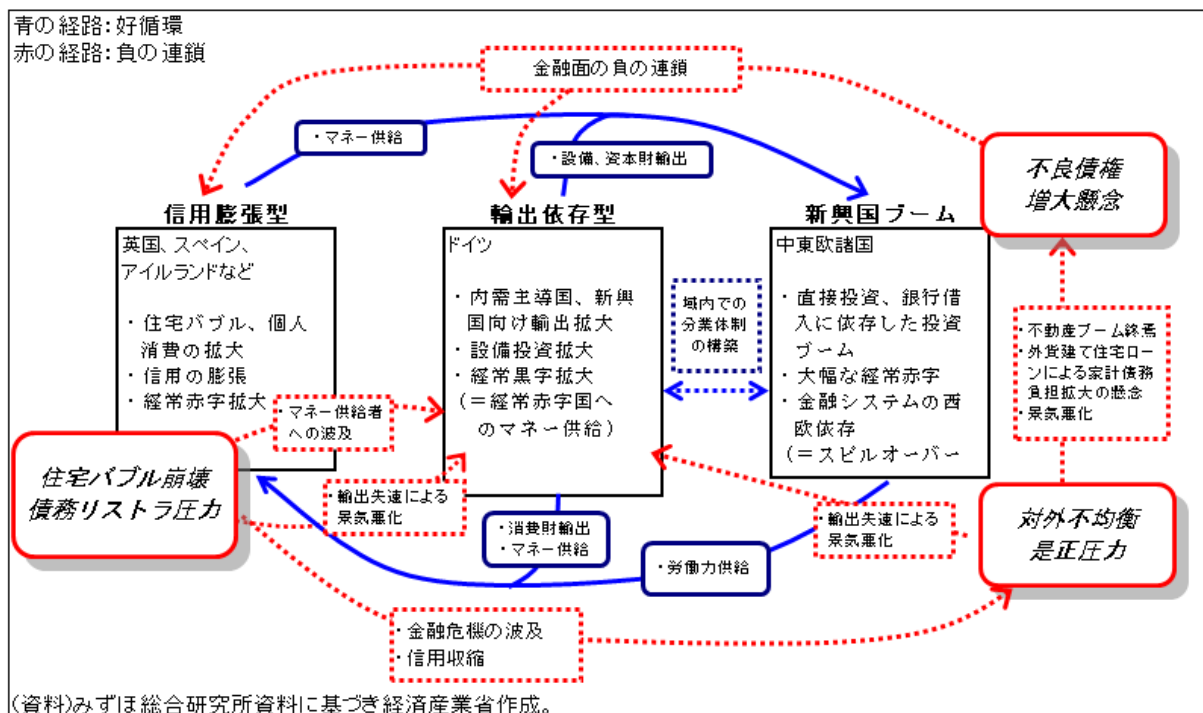 青の経路：好循環
赤の経路：負の連鎖
金融面の負の連鎖
・マネー供給
・設備、資本財輸出
不良債権
増大懸念
信用膨張型
英国、スペイン、
アイルランドなど
・住宅バブル、個人
消費の拡大
・信用の膨張
・経常赤字拡大
輸出依存型
ドイツ
・内需主導国、新興
国向け輸出拡大
・設備投資拡大
・経常黒字拡大
（＝経常赤字国へ
のマネー供給）
域内での
分業体制
の構築
新興国ブーム
中東欧諸国
・直接投資、銀行借
入に依存した投資
ブーム
・大幅な経常赤字
・金融システムの西
欧依存
（＝スピルオーバー
・不動産ブーム終焉
・外貨建て住宅ロー
ンによる家計債務
負担拡大の懸念
・景気悪化
・マネー供給者
への波及
住宅バブル崩壊
債務リストラ圧力
・輸出失速による
景気悪化
・消費財輸出
・マネー供給
・輸出失速による
景気悪化
対外不均衡
是正圧力
・労働力供給
・金融危機の波及
・信用収縮
(資料)みずほ総合研究所資料に基づき経済産業省作成。